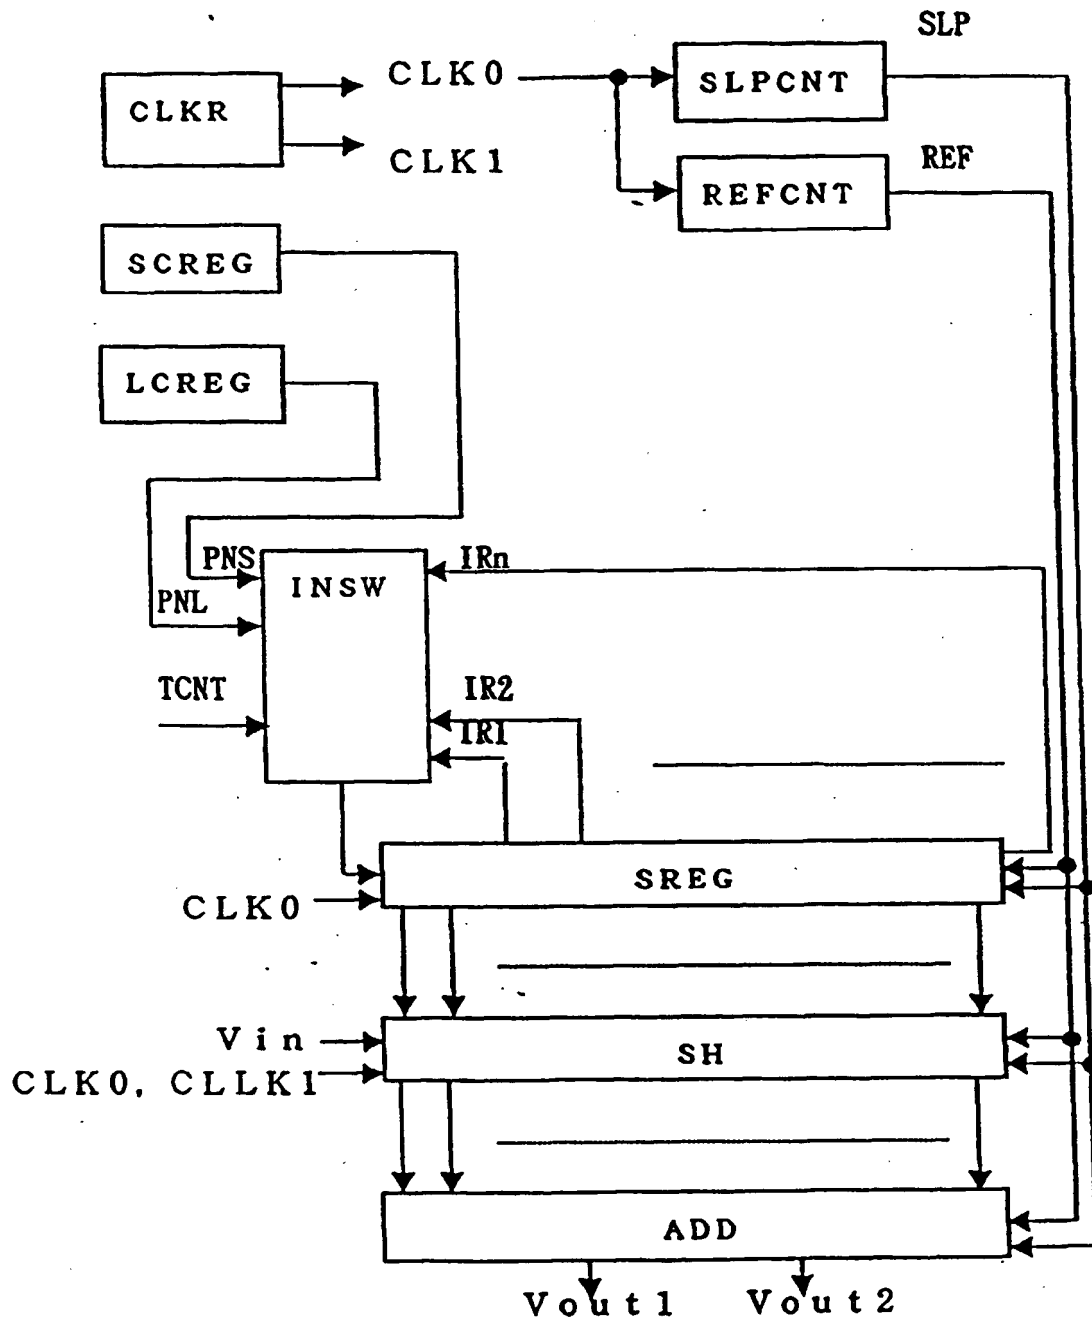 SLP
CLKR
CLK0
SLPCNT
CLK1
REF
REFCNT
SCREG
LCREG
PNS
INSW
IRn
PNL
TCNT
IR2
IR1
SREG
CLK0
Vin
SH
CLK0, CLLK1
ADD
Vout1
Vout2